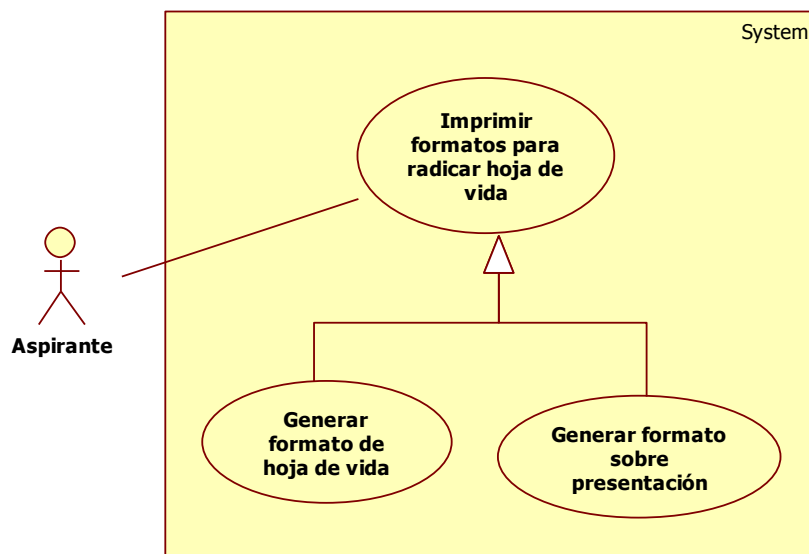 System
Imprimir
formatos para
radicar hoja de
vida
Aspirante
Generar
formato de
hoja de vida
Generar formato
sobre
presentación